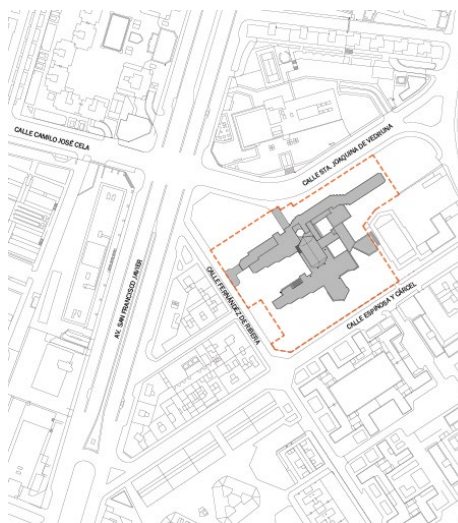 CALLE CAMILO JOSÉ CELA
CALLE STA. JOAQUINA DE VEDRUNA
AV. SAN FRANCISCO JAVIER
CALLE FERNÁNDEZ DE RIBERA
CALLE ESPINOSA Y CÁRCEL